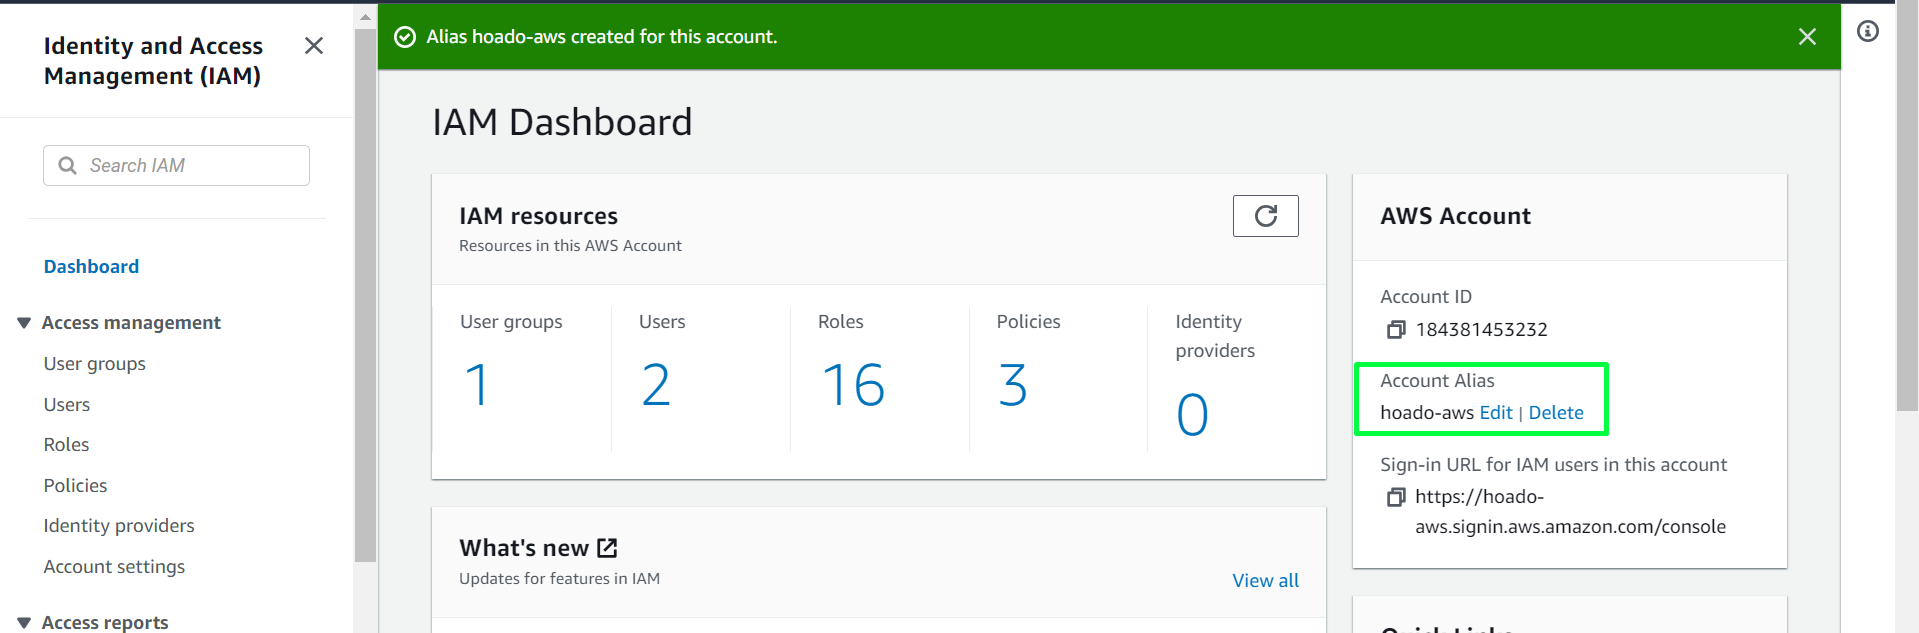 Identity and Access
Management (IAM)
Search IAM
Dashboard
Access management
User groups
Users
Roles
Policies
Identity providers
Account settings
Access reports
Alias hoado-aws created for this account.
IAM Dashboard
IAM resources
Resources in this AWS Account
User groups
1
Users
2
Roles
16
Policies
3
Identity
providers
0
What's new
Updates for features in IAM
View all
AWS Account
Account ID
184381453232
Account Alias
hoado-aws Edit | Delete
Sign-in URL for IAM users in this account
https://hoado-
aws.signin.aws.amazon.com/console